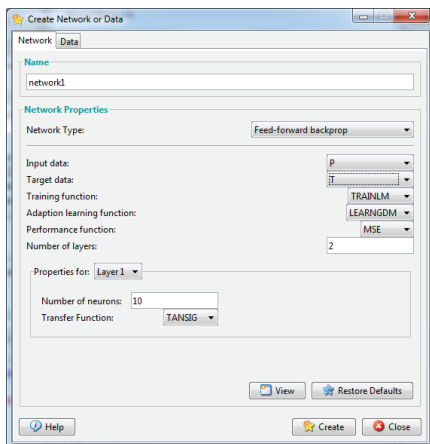 Create Network or Data
Network Data
Name
network1
Network Properties
Network Type: Feed-forward backprop
Input data: P
Target data: T
Training function: TRAINLM
Adaption learning function: LEARNGDM
Performance function: MSE
Number of layers: 2
Properties for: Layer 1
Number of neurons: 10
Transfer Function: TANSIG
View Restore Defaults
Help Create Close